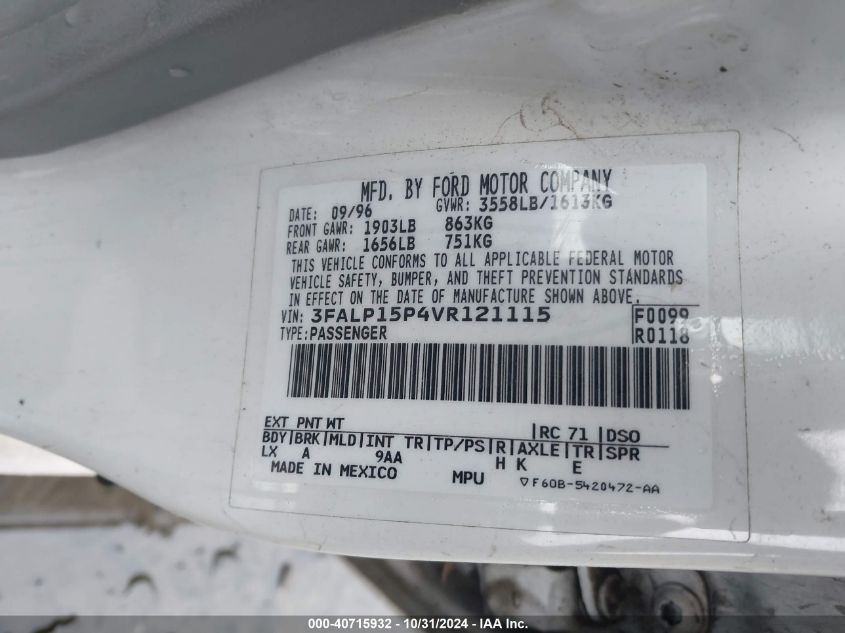 MFD. BY FORD MOTOR COMPANY
DATE: 09/96 GVWR: 3558LB/1613KG
FRONT GAWR: 1903LB 863KG
REAR GAWR: 1656LB 751KG
THIS VEHICLE CONFORMS TO ALL APPLICABLE FEDERAL MOTOR
VEHICLE SAFETY, BUMPER, AND THEFT PREVENTION STANDARDS
IN EFFECT ON THE DATE OF MANUFACTURE SHOWN ABOVE.
VIN: 3FALP15P4VR121115 F0099
TYPE: PASSENGER R0118
EXT PNT WT RC 71 DSO
BDY BRK MLD INT TR TP/PS R AXLE TR SPR
LX A 9AA H K E
MADE IN MEXICO MPU ▽F60B-5420472-AA
000-40715932 - 10/31/2024 - IAA Inc.